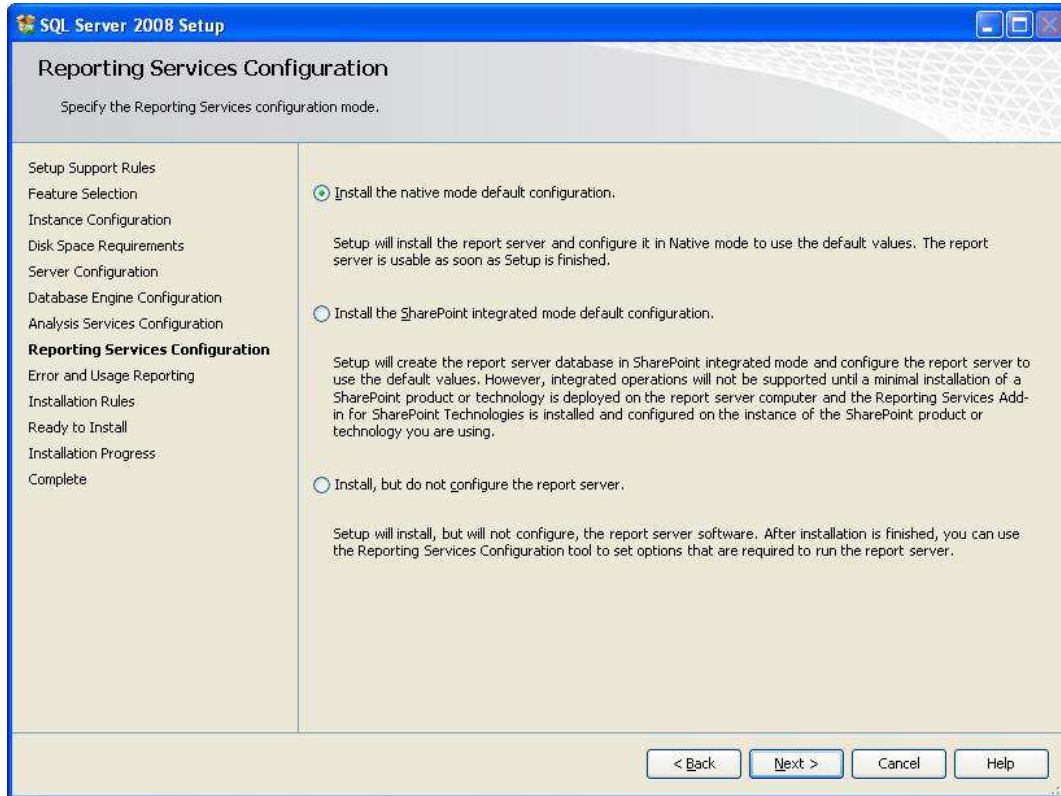 SQL Server 2008 Setup
Reporting Services Configuration
Specify the Reporting Services configuration mode.
Setup Support Rules
Feature Selection
Instance Configuration
Disk Space Requirements
Server Configuration
Database Engine Configuration
Analysis Services Configuration
Reporting Services Configuration
Error and Usage Reporting
Installation Rules
Ready to Install
Installation Progress
Complete
Install the native mode default configuration.
Setup will install the report server and configure it in Native mode to use the default values. The report
server is usable as soon as Setup is finished.
Install the SharePoint integrated mode default configuration.
Setup will create the report server database in SharePoint integrated mode and configure the report server to
use the default values. However, integrated operations will not be supported until a minimal installation of a
SharePoint product or technology is deployed on the report server computer and the Reporting Services Add-
in for SharePoint Technologies is installed and configured on the instance of the SharePoint product or
technology you are using.
Install, but do not configure the report server.
Setup will install, but will not configure, the report server software. After installation is finished, you can use
the Reporting Services Configuration tool to set options that are required to run the report server.
< Back
Next >
Cancel
Help